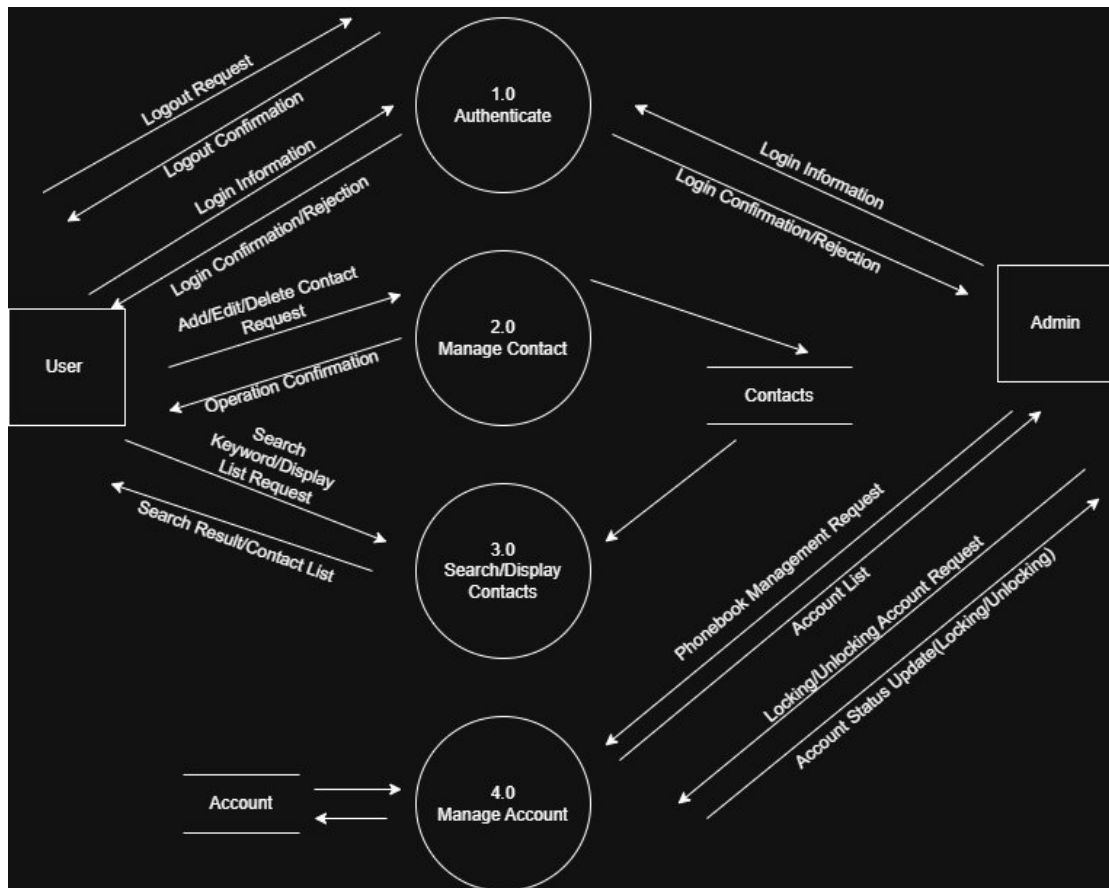 Logout Request
Logout Confirmation
Login Information
Login Confirmation/Rejection
1.0
Authenticate
Login Information
Login Confirmation/Rejection
User
Add/Edit/Delete Contact
Request
Operation Confirmation
2.0
Manage Contact
Contacts
Admin
Search
Keyword/Display
List Request
Search Result/Contact List
3.0
Search/Display
Contacts
Phonebook Management Request
Account List
Locking/Unlocking Account Request
Account Status Update(Locking/Unlocking)
Account
4.0
Manage Account